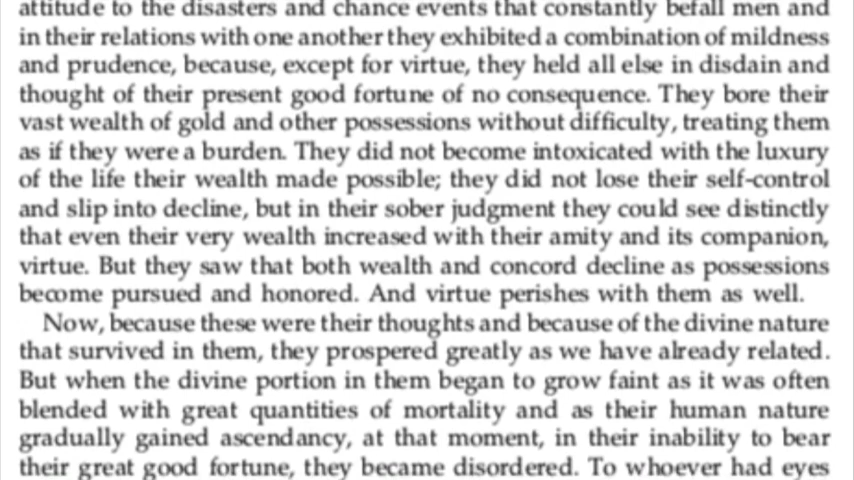 attitude to the disasters and chance events that constantly befall men and
in their relations with one another they exhibited a combination of mildness
and prudence, because, except for virtue, they held all else in disdain and
thought of their present good fortune of no consequence. They bore their
vast wealth of gold and other possessions without difficulty, treating them
as if they were a burden. They did not become intoxicated with the luxury
of the life their wealth made possible; they did not lose their self-control
and slip into decline, but in their sober judgment they could see distinctly
that even their very wealth increased with their amity and its companion,
virtue. But they saw that both wealth and concord decline as possessions
become pursued and honored. And virtue perishes with them as well.
Now, because these were their thoughts and because of the divine nature
that survived in them, they prospered greatly as we have already related.
But when the divine portion in them began to grow faint as it was often
blended with great quantities of mortality and as their human nature
gradually gained ascendancy, at that moment, in their inability to bear
their great good fortune, they became disordered. To whoever had eyes